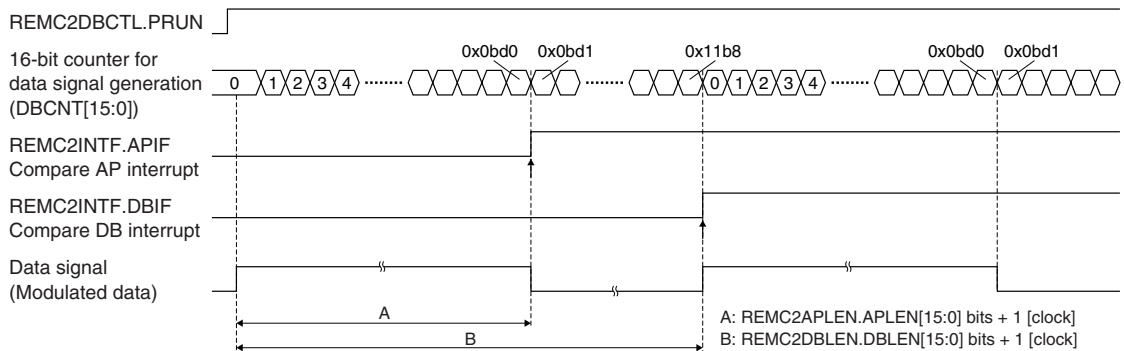 REMC2DBCTL.PRUN
16-bit counter for
data signal generation
(DBCNT[15:0])
0x0bd0 0x0bd1 0x11b8 0x0bd0 0x0bd1
0 1 2 3 4 ········ ········ 0 1 2 3 4 ········
REMC2INTF.APIF
Compare AP interrupt
REMC2INTF.DBIF
Compare DB interrupt
Data signal
(Modulated data)
A
B
A: REMC2APLEN.APLEN[15:0] bits + 1 [clock]
B: REMC2DBLEN.DBLEN[15:0] bits + 1 [clock]